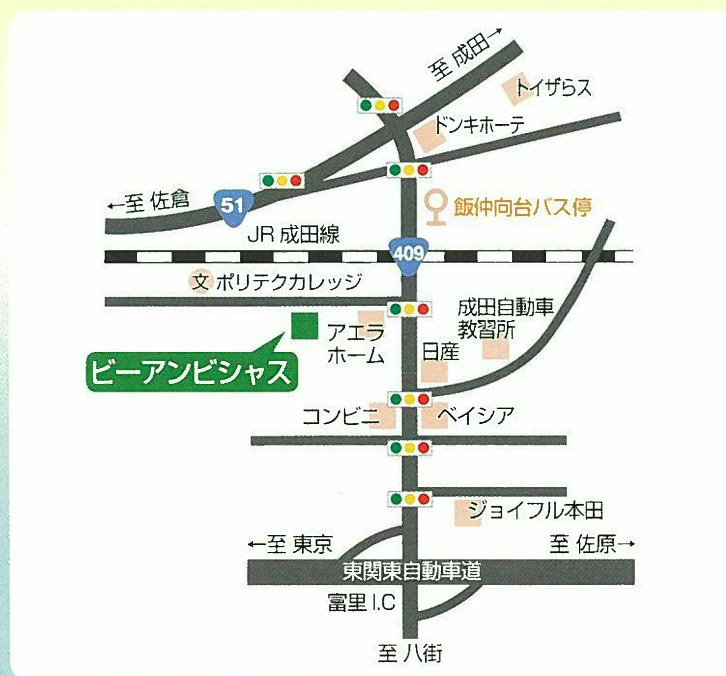 至 成田→
トイザらス
ドンキホーテ
←至 佐倉
51
飯仲向台バス停
JR 成田線
409
文 ポリテクカレッジ
成田自動車
教習所
アエラ
ホーム
日産
ビーアンビシャス
コンビニ
ベイシア
ジョイフル本田
←至 東京
至 佐原→
東関東自動車道
富里 I.C
至 八街